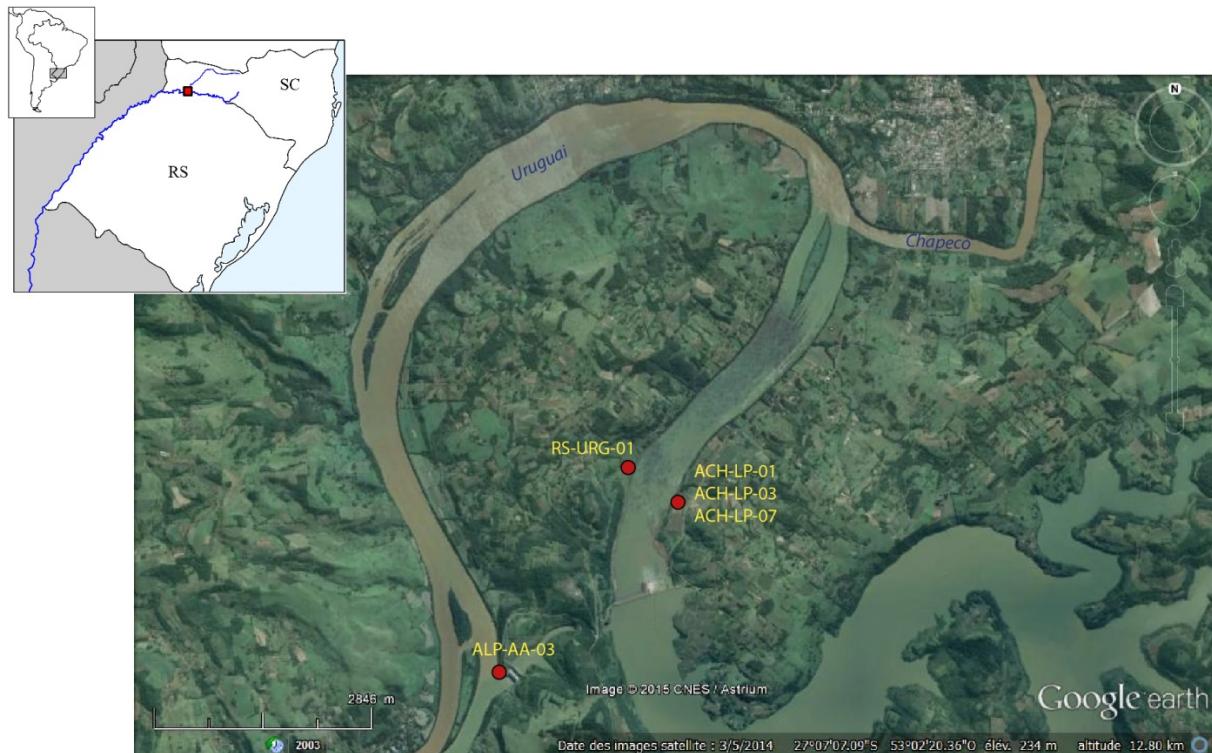 SC
RS
N
Uruguai
Chapecó
RS-URG-01
ACH-LP-01
ACH-LP-03
ACH-LP-07
ALP-AA-03
2846 m
Image © 2015 CNES / Astrium
Google earth
2003
Date des images satellite : 3/5/2014 27°07'07.09"S 53°02'20.36"O élév. 234 m altitude 12.80 km